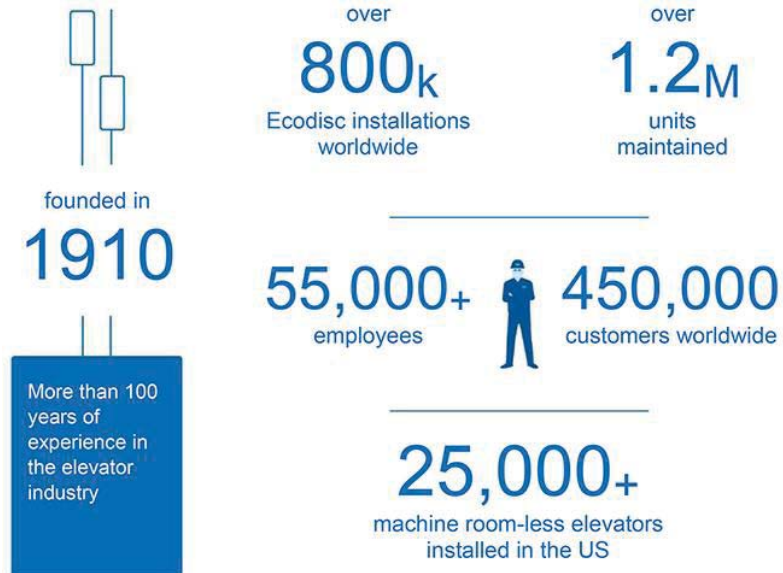 over
800k
Ecodisc installations
worldwide
over
1.2M
units
maintained
founded in
1910
55,000+
employees
450,000
customers worldwide
More than 100
years of
experience in
the elevator
industry
25,000+
machine room-less elevators
installed in the US